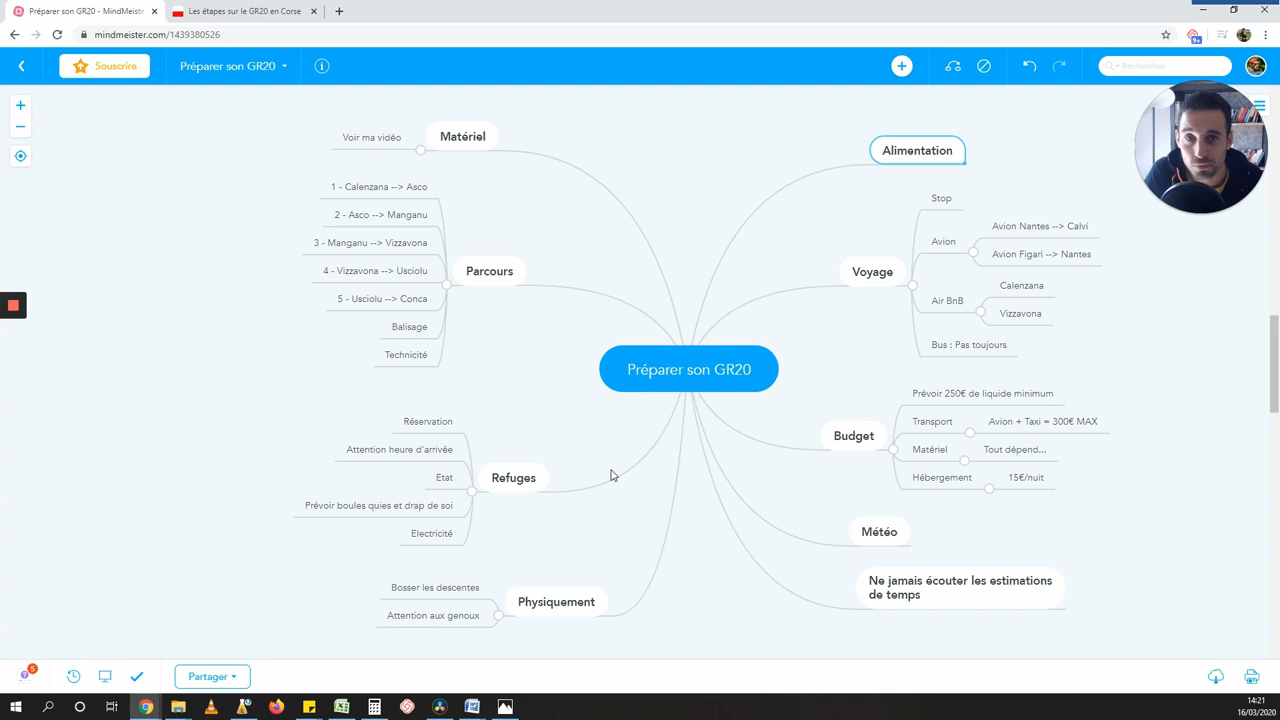 Préparer son GR20 - MindMeiste
Les étapes sur le GR20 en Corse
mindmeister.com/1439380526
9+
Souscrire
Préparer son GR20
Rechercher
Matériel
Voir ma vidéo
Parcours
1 - Calenzana --> Asco
2 - Asco --> Manganu
3 - Manganu --> Vizzavona
4 - Vizzavona --> Usciolu
5 - Usciolu --> Conca
Balisage
Technicité
Refuges
Réservation
Attention heure d'arrivée
Etat
Prévoir boules quies et drap de soi
Electricité
Physiquement
Bosser les descentes
Attention aux genoux
Préparer son GR20
Alimentation
Voyage
Stop
Avion
Avion Nantes --> Calvi
Avion Figari --> Nantes
Air BnB
Calenzana
Vizzavona
Bus : Pas toujours
Budget
Prévoir 250€ de liquide minimum
Transport
Avion + Taxi = 300€ MAX
Matériel
Tout dépend...
Hébergement
15€/nuit
Météo
Ne jamais écouter les estimations
de temps
5
Partager
14:21
16/03/2020